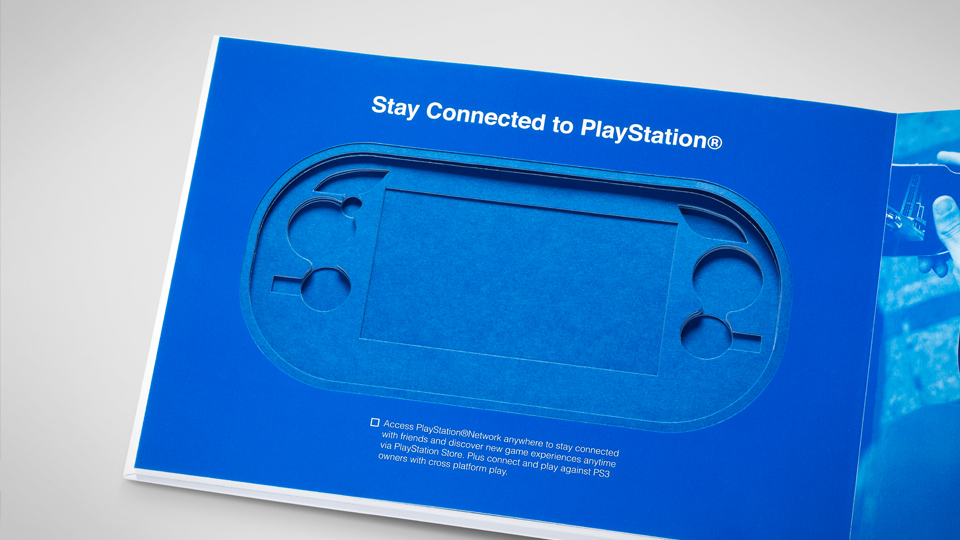 Stay Connected to PlayStation®
Access PlayStation®Network anywhere to stay connected
with friends and discover new game experiences anytime
via PlayStation Store. Plus connect and play against PS3
owners with cross platform play.